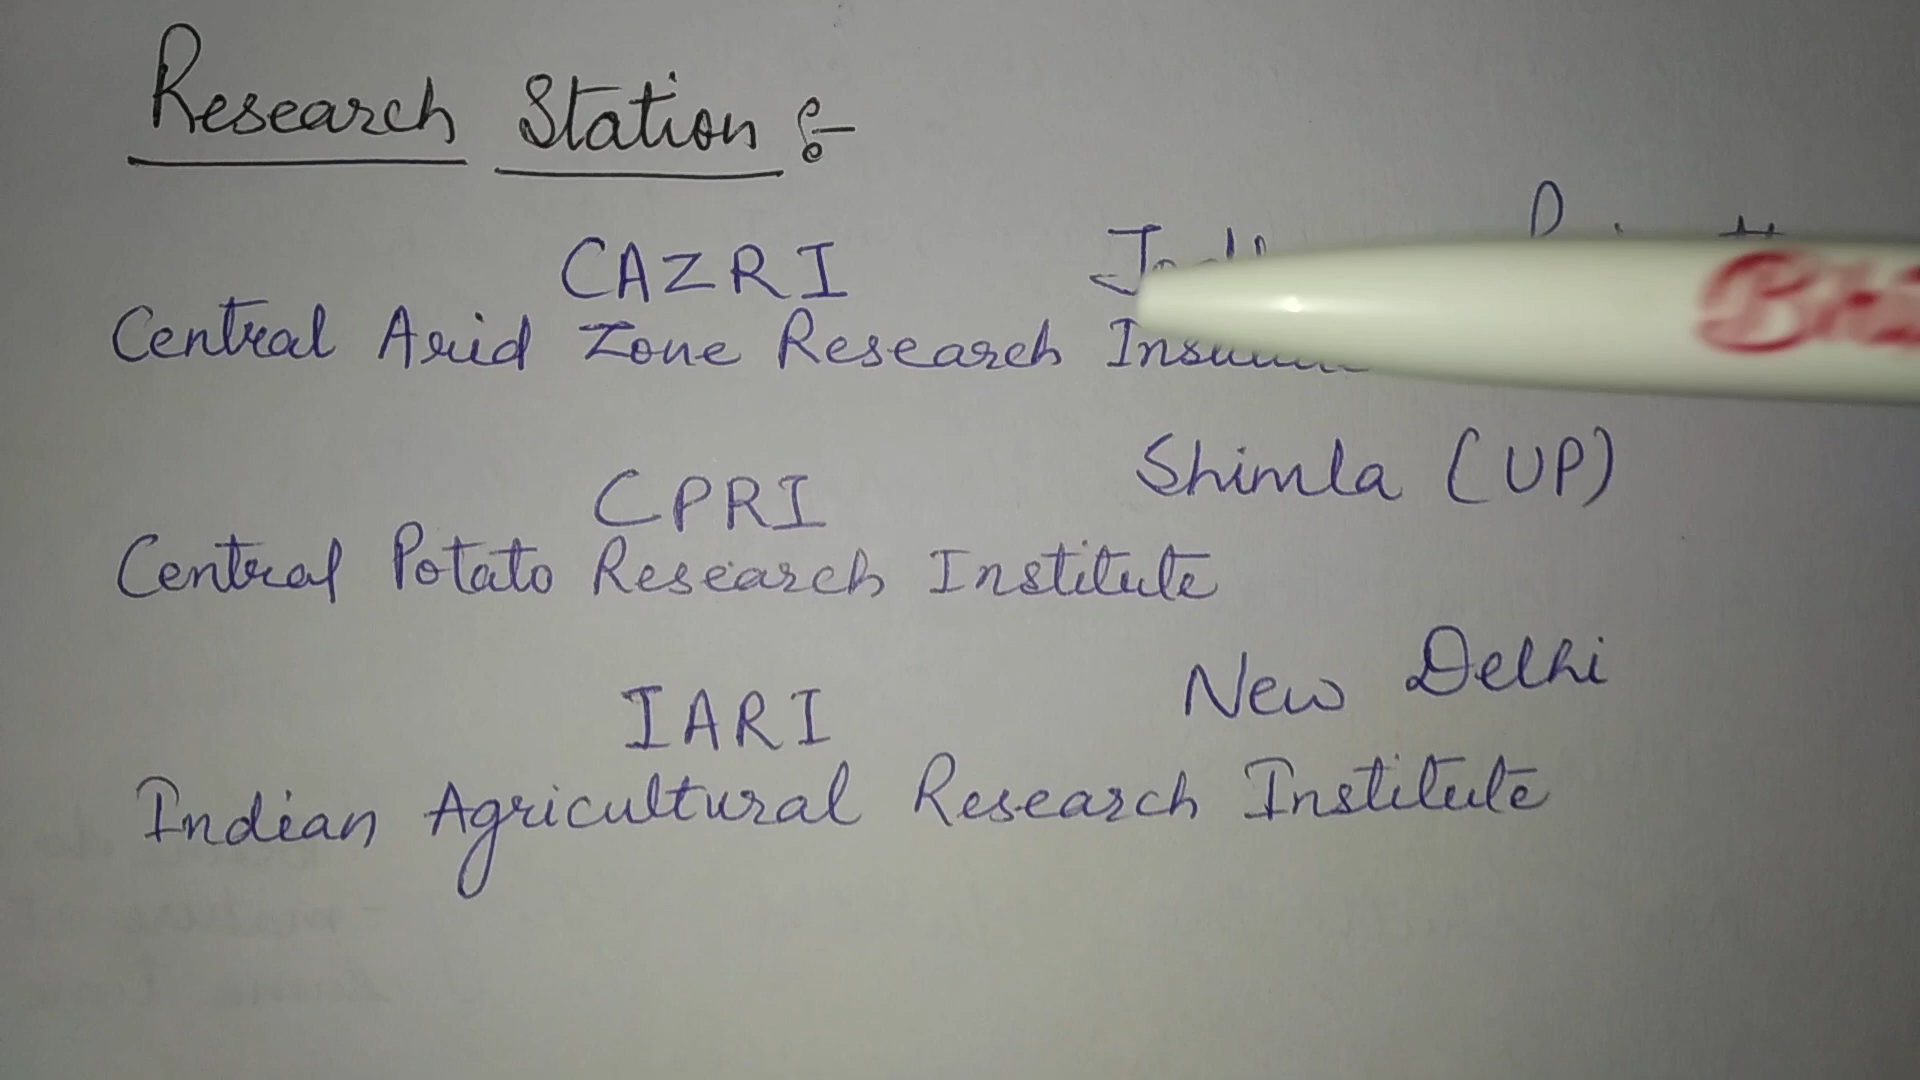 Research Station :-
CAZRI
Central Arid Zone Research
CPRI Shimla (UP)
Central Potato Research Institute
IARI New Delhi
Indian Agricultural Research Institute